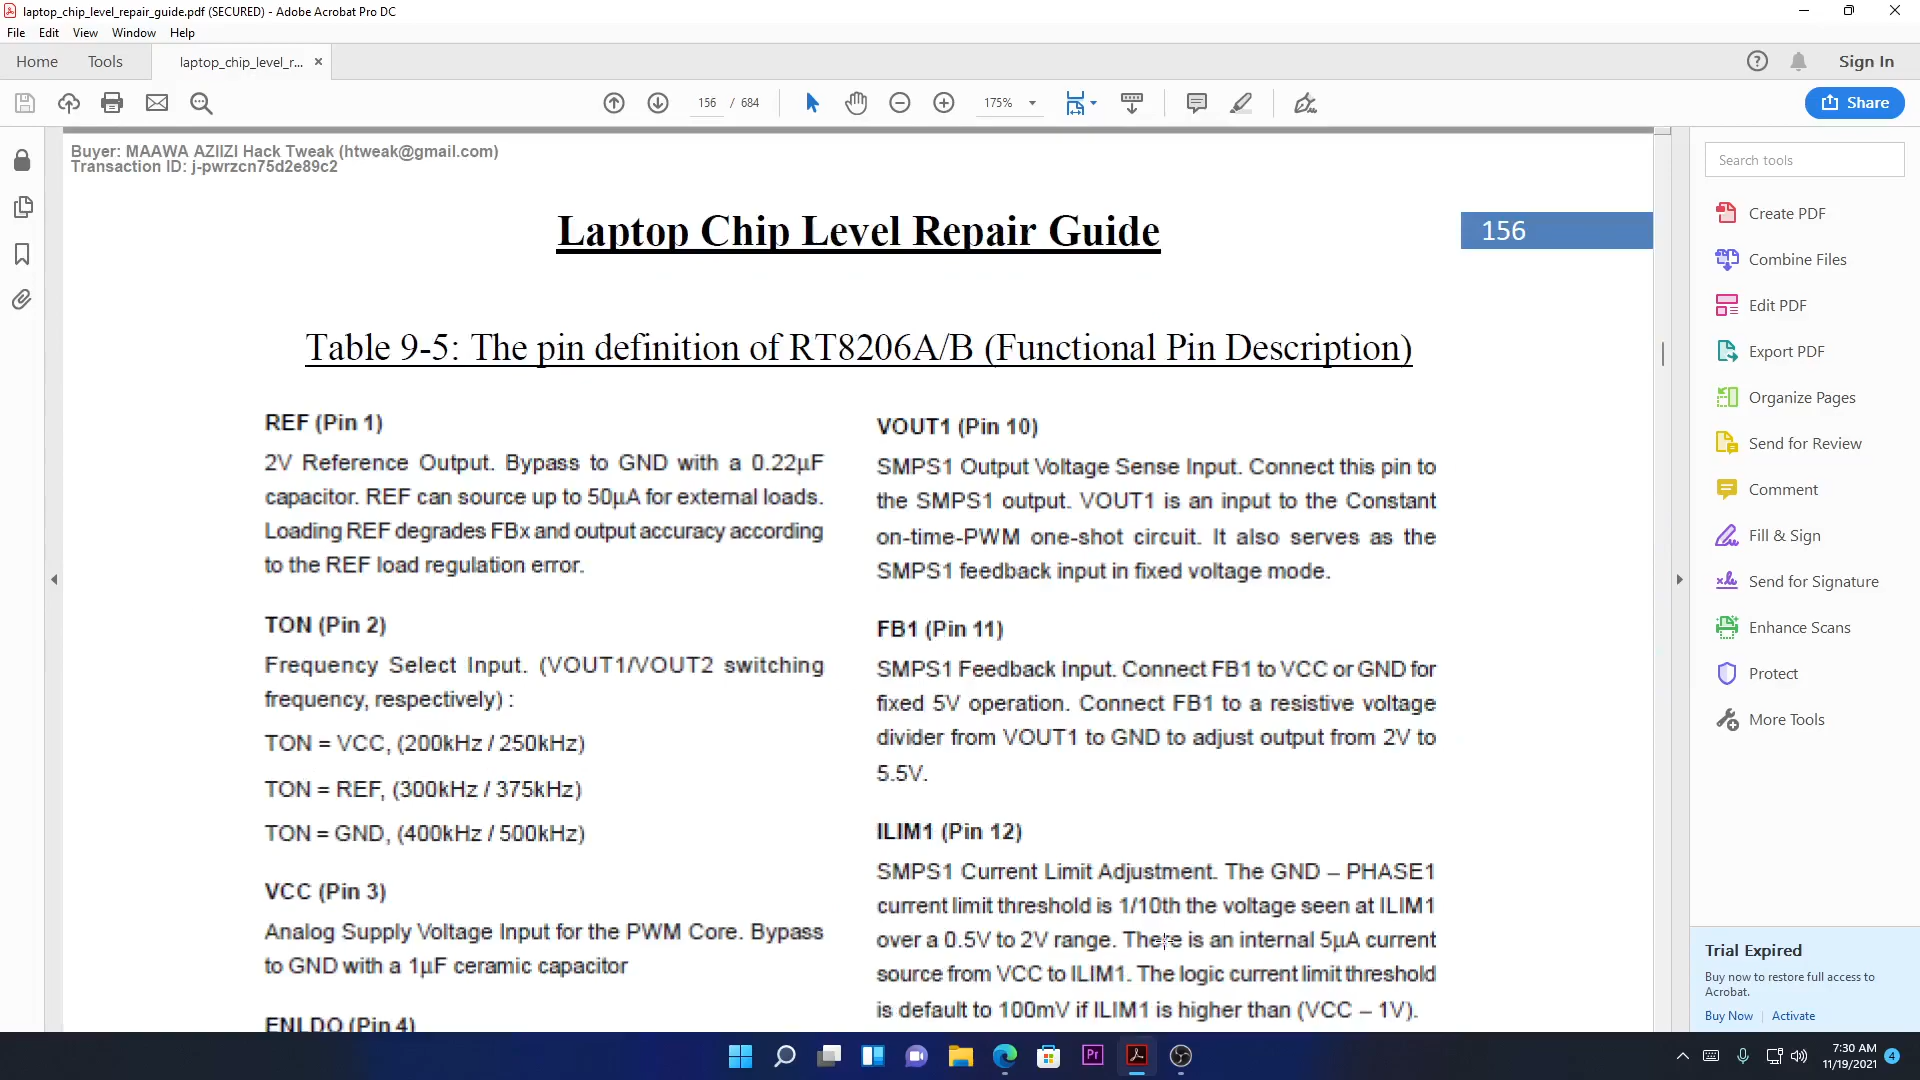 laptop_chip_level_repair_guide.pdf (SECURED) - Adobe Acrobat Pro DC
File Edit View Window Help
Home Tools laptop_chip_level_r... ×
Sign In
156 / 684
175%
Share
Buyer: MAAWA AZIIZI Hack Tweak (htweak@gmail.com)
Transaction ID: j-pwrzcn75d2e89c2
Laptop Chip Level Repair Guide
156
Table 9-5: The pin definition of RT8206A/B (Functional Pin Description)
REF (Pin 1)
2V Reference Output. Bypass to GND with a 0.22µF
capacitor. REF can source up to 50µA for external loads.
Loading REF degrades FBx and output accuracy according
to the REF load regulation error.
TON (Pin 2)
Frequency Select Input. (VOUT1/VOUT2 switching
frequency, respectively) :
TON = VCC, (200kHz / 250kHz)
TON = REF, (300kHz / 375kHz)
TON = GND, (400kHz / 500kHz)
VCC (Pin 3)
Analog Supply Voltage Input for the PWM Core. Bypass
to GND with a 1µF ceramic capacitor
ENLDO (Pin 4)
VOUT1 (Pin 10)
SMPS1 Output Voltage Sense Input. Connect this pin to
the SMPS1 output. VOUT1 is an input to the Constant
on-time-PWM one-shot circuit. It also serves as the
SMPS1 feedback input in fixed voltage mode.
FB1 (Pin 11)
SMPS1 Feedback Input. Connect FB1 to VCC or GND for
fixed 5V operation. Connect FB1 to a resistive voltage
divider from VOUT1 to GND to adjust output from 2V to
5.5V.
ILIM1 (Pin 12)
SMPS1 Current Limit Adjustment. The GND – PHASE1
current limit threshold is 1/10th the voltage seen at ILIM1
over a 0.5V to 2V range. There is an internal 5µA current
source from VCC to ILIM1. The logic current limit threshold
is default to 100mV if ILIM1 is higher than (VCC – 1V).
Search tools
Create PDF
Combine Files
Edit PDF
Export PDF
Organize Pages
Send for Review
Comment
Fill & Sign
Send for Signature
Enhance Scans
Protect
More Tools
Trial Expired
Buy now to restore full access to
Acrobat.
Buy Now Activate
Pr
7:30 AM
11/19/2021
4